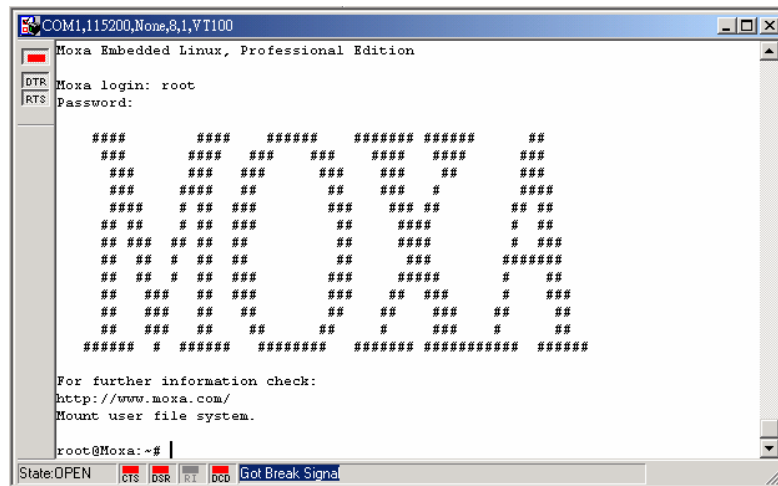 COM1,115200,None,8,1,VT100
Moxa Embedded Linux, Professional Edition
DTR
RTS
Moxa login: root
Password:
MOXA
For further information check:
http://www.moxa.com/
Mount user file system.
root@Moxa:~#
State:OPEN CTS DSR RI DCD Got Break Signal